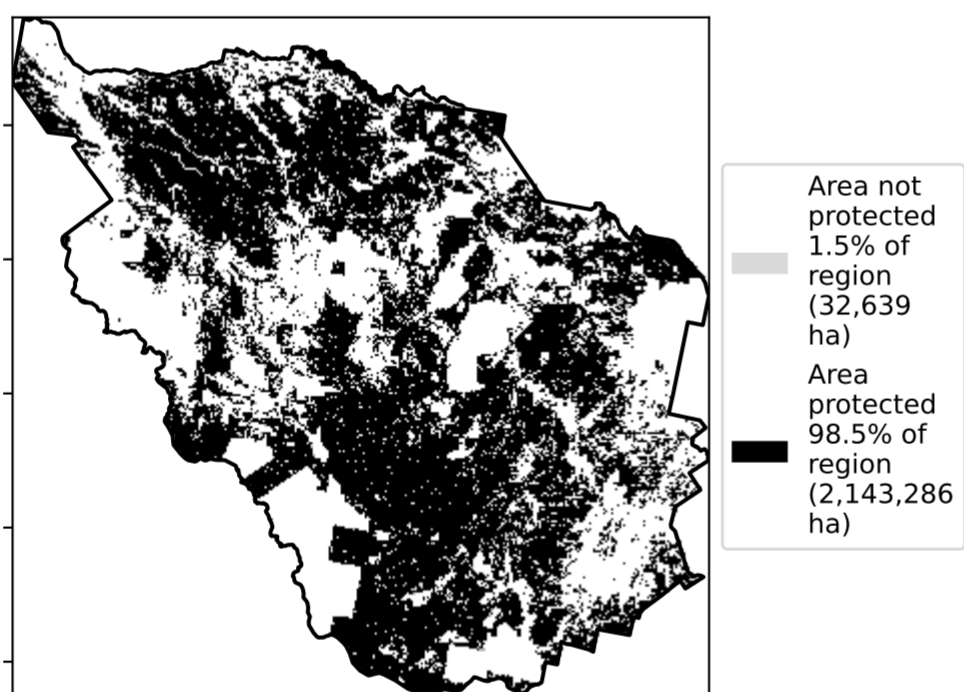 Area not
protected
1.5% of
region
(32,639
ha)
Area
protected
98.5% of
region
(2,143,286
ha)